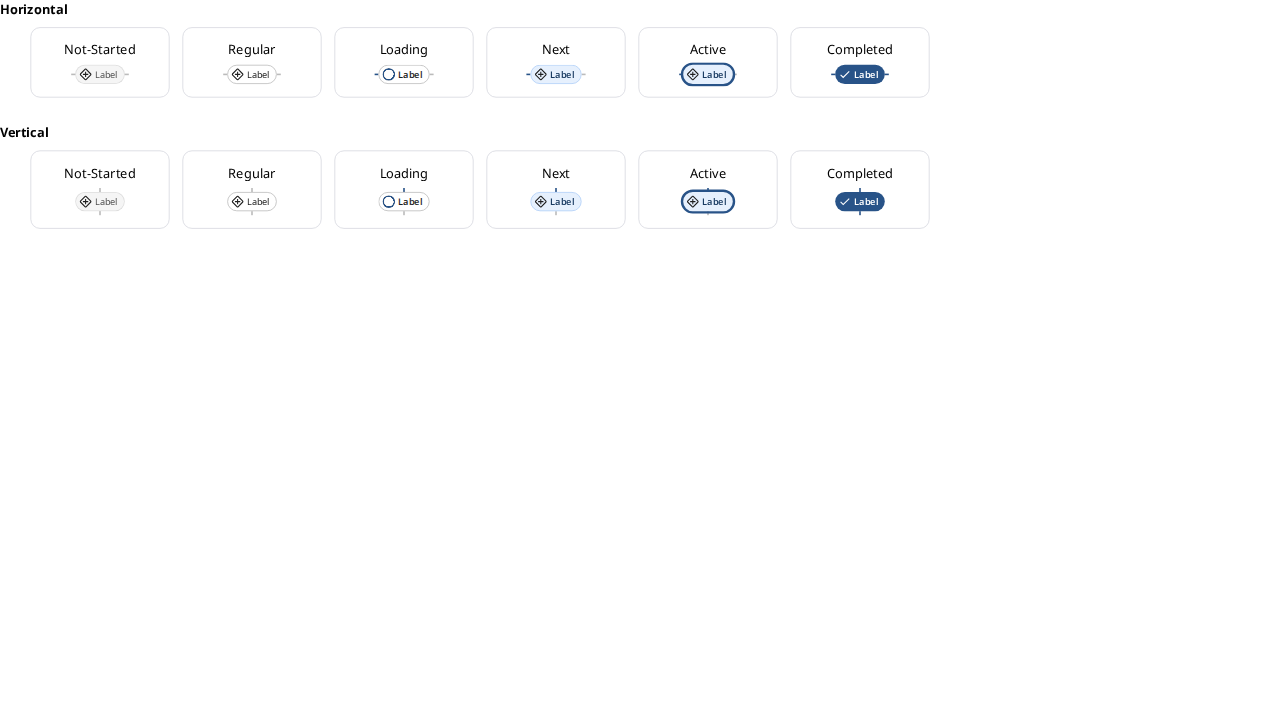 Horizontal
Not-Started Regular Loading Next Active Completed
Label Label Label Label Label Label
Vertical
Not-Started Regular Loading Next Active Completed
Label Label Label Label Label Label